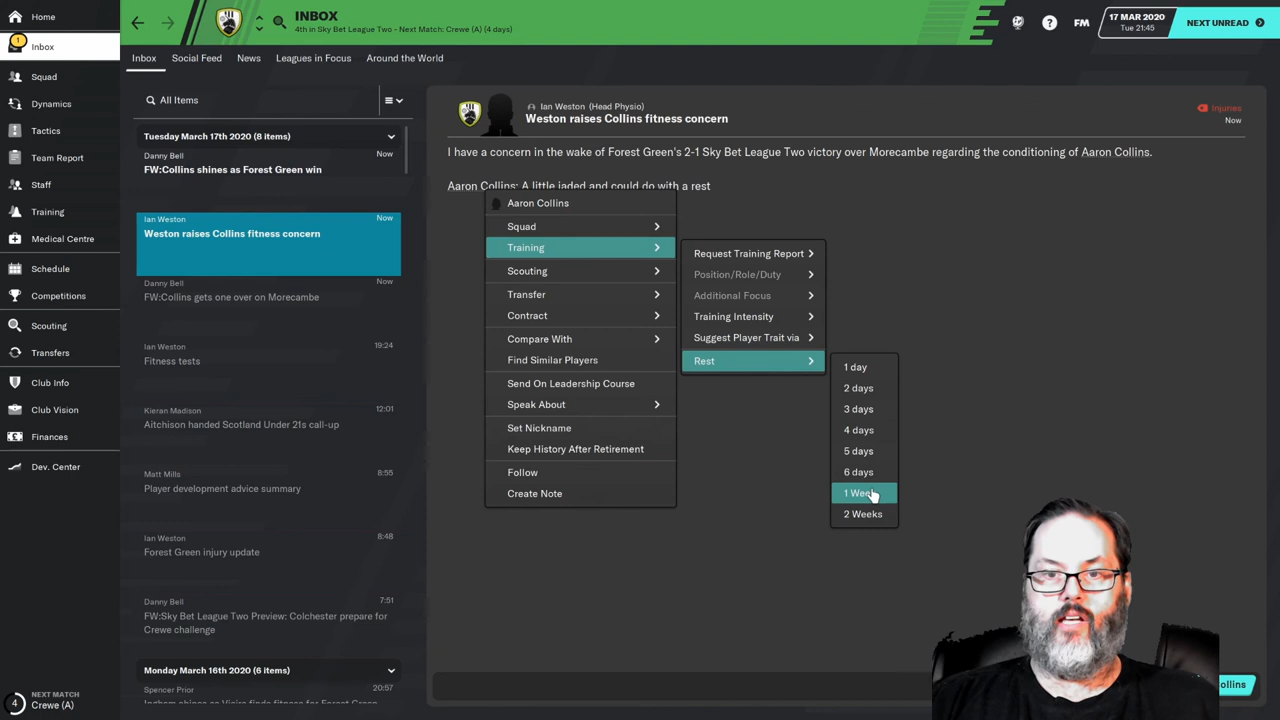 Home
INBOX
4th in Sky Bet League Two - Next Match: Crewe (A) (4 days)
FM
17 MAR 2020
Tue 21:45
NEXT UNREAD
1
Inbox
Squad
Dynamics
Tactics
Team Report
Staff
Training
Medical Centre
Schedule
Competitions
Scouting
Transfers
Club Info
Club Vision
Finances
Dev. Center
4
NEXT MATCH
Crewe (A)
Inbox
Social Feed
News
Leagues in Focus
Around the World
All Items
Tuesday March 17th 2020 (8 items)
Danny Bell
Now
FW:Collins shines as Forest Green win
Ian Weston
Now
Weston raises Collins fitness concern
Danny Bell
Now
FW:Collins gets one over on Morecambe
Ian Weston
19:24
Fitness tests
Kieran Madison
12:01
Aitchison handed Scotland Under 21s call-up
Matt Mills
8:55
Player development advice summary
Ian Weston
8:48
Forest Green injury update
Danny Bell
7:51
FW:Sky Bet League Two Preview: Colchester prepare for
Crewe challenge
Monday March 16th 2020 (6 items)
Spencer Prior
20:57
Ingham shines as Vieira finds fitness for Forest Green
Ian Weston (Head Physio)
Weston raises Collins fitness concern
Injuries
Now
I have a concern in the wake of Forest Green's 2-1 Sky Bet League Two victory over Morecambe regarding the conditioning of Aaron Collins.
Aaron Collins: A little jaded and could do with a rest
Aaron Collins
Squad
Training
Scouting
Transfer
Contract
Compare With
Find Similar Players
Send On Leadership Course
Speak About
Set Nickname
Keep History After Retirement
Follow
Create Note
Request Training Report
Position/Role/Duty
Additional Focus
Training Intensity
Suggest Player Trait via
Rest
1 day
2 days
3 days
4 days
5 days
6 days
1 Week
2 Weeks